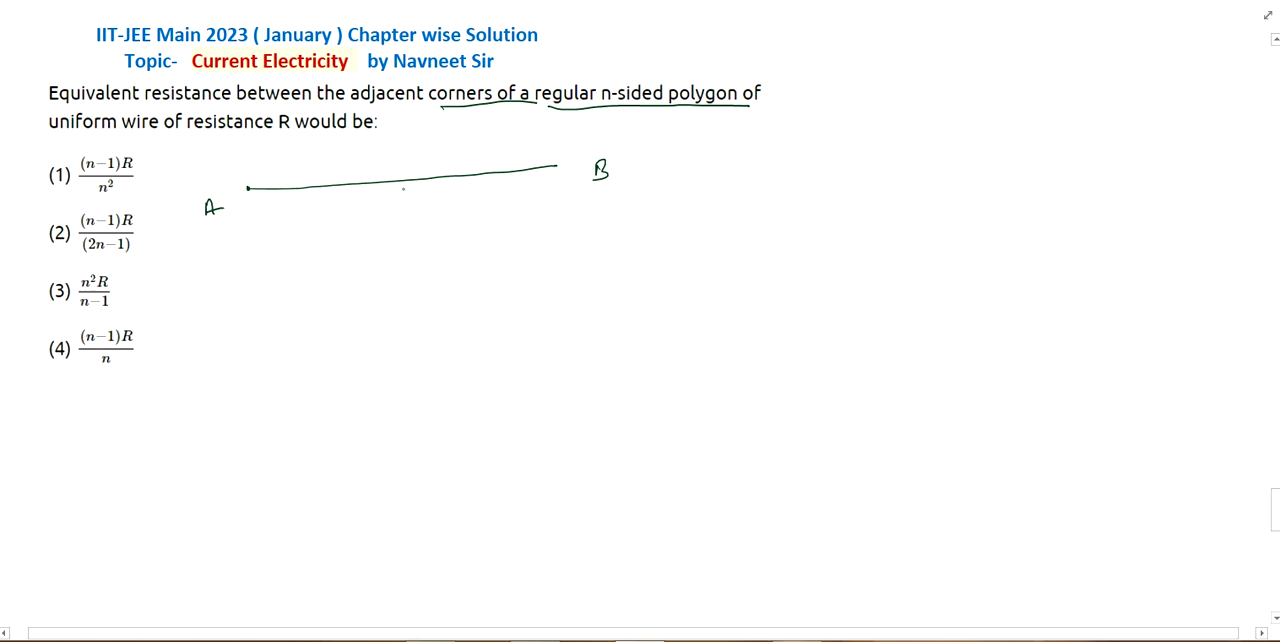 IIT-JEE Main 2023 ( January ) Chapter wise Solution
Topic- Current Electricity by Navneet Sir
Equivalent resistance between the adjacent corners of a regular n-sided polygon of
uniform wire of resistance R would be:
(1) (n−1)R/n²
(2) (n−1)R/(2n−1)
(3) n²R/n−1
(4) (n−1)R/n
A
B